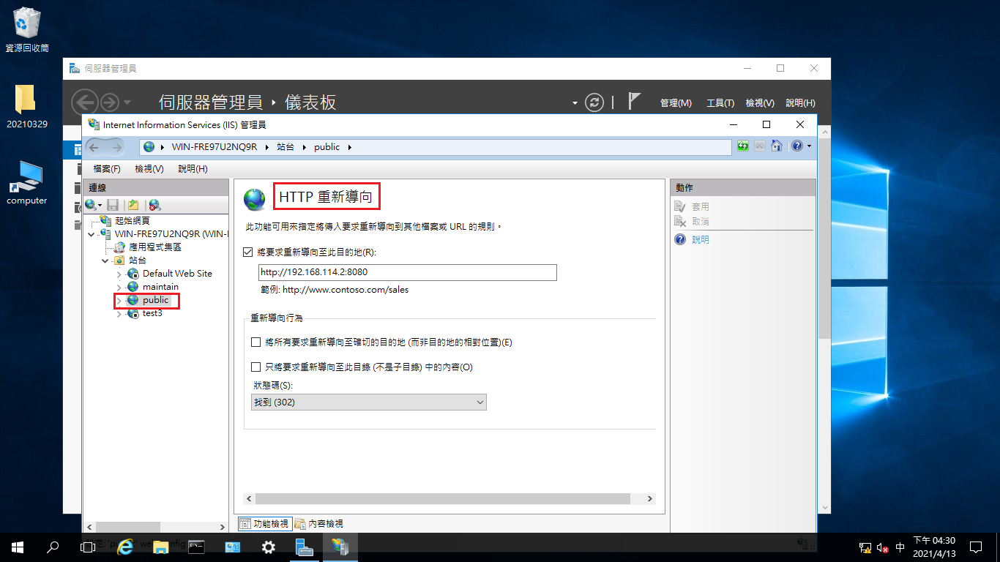 資源回收筒
20210329
computer
伺服器管理員
伺服器管理員 ‣ 儀表板
管理(M) 工具(T) 檢視(V) 說明(H)
Internet Information Services (IIS) 管理員
WIN-FRE97U2NQ9R ‣ 站台 ‣ public ‣
檔案(F) 檢視(V) 說明(H)
連線
起始網頁
WIN-FRE97U2NQ9R (WIN-
應用程式集區
站台
Default Web Site
maintain
public
test3
HTTP 重新導向
此功能可用來指定將傳入要求重新導向到其他檔案或 URL 的規則。
將要求重新導向至此目的地(R):
http://192.168.114.2:8080
範例: http://www.contoso.com/sales
重新導向行為
將所有要求重新導向至確切的目的地 (而非目的地的相對位置)(E)
只將要求重新導向至此目錄 (不是子目錄) 中的內容(O)
狀態碼(S):
找到 (302)
功能檢視 內容檢視
動作
套用
取消
說明
中
下午 04:30
2021/4/13